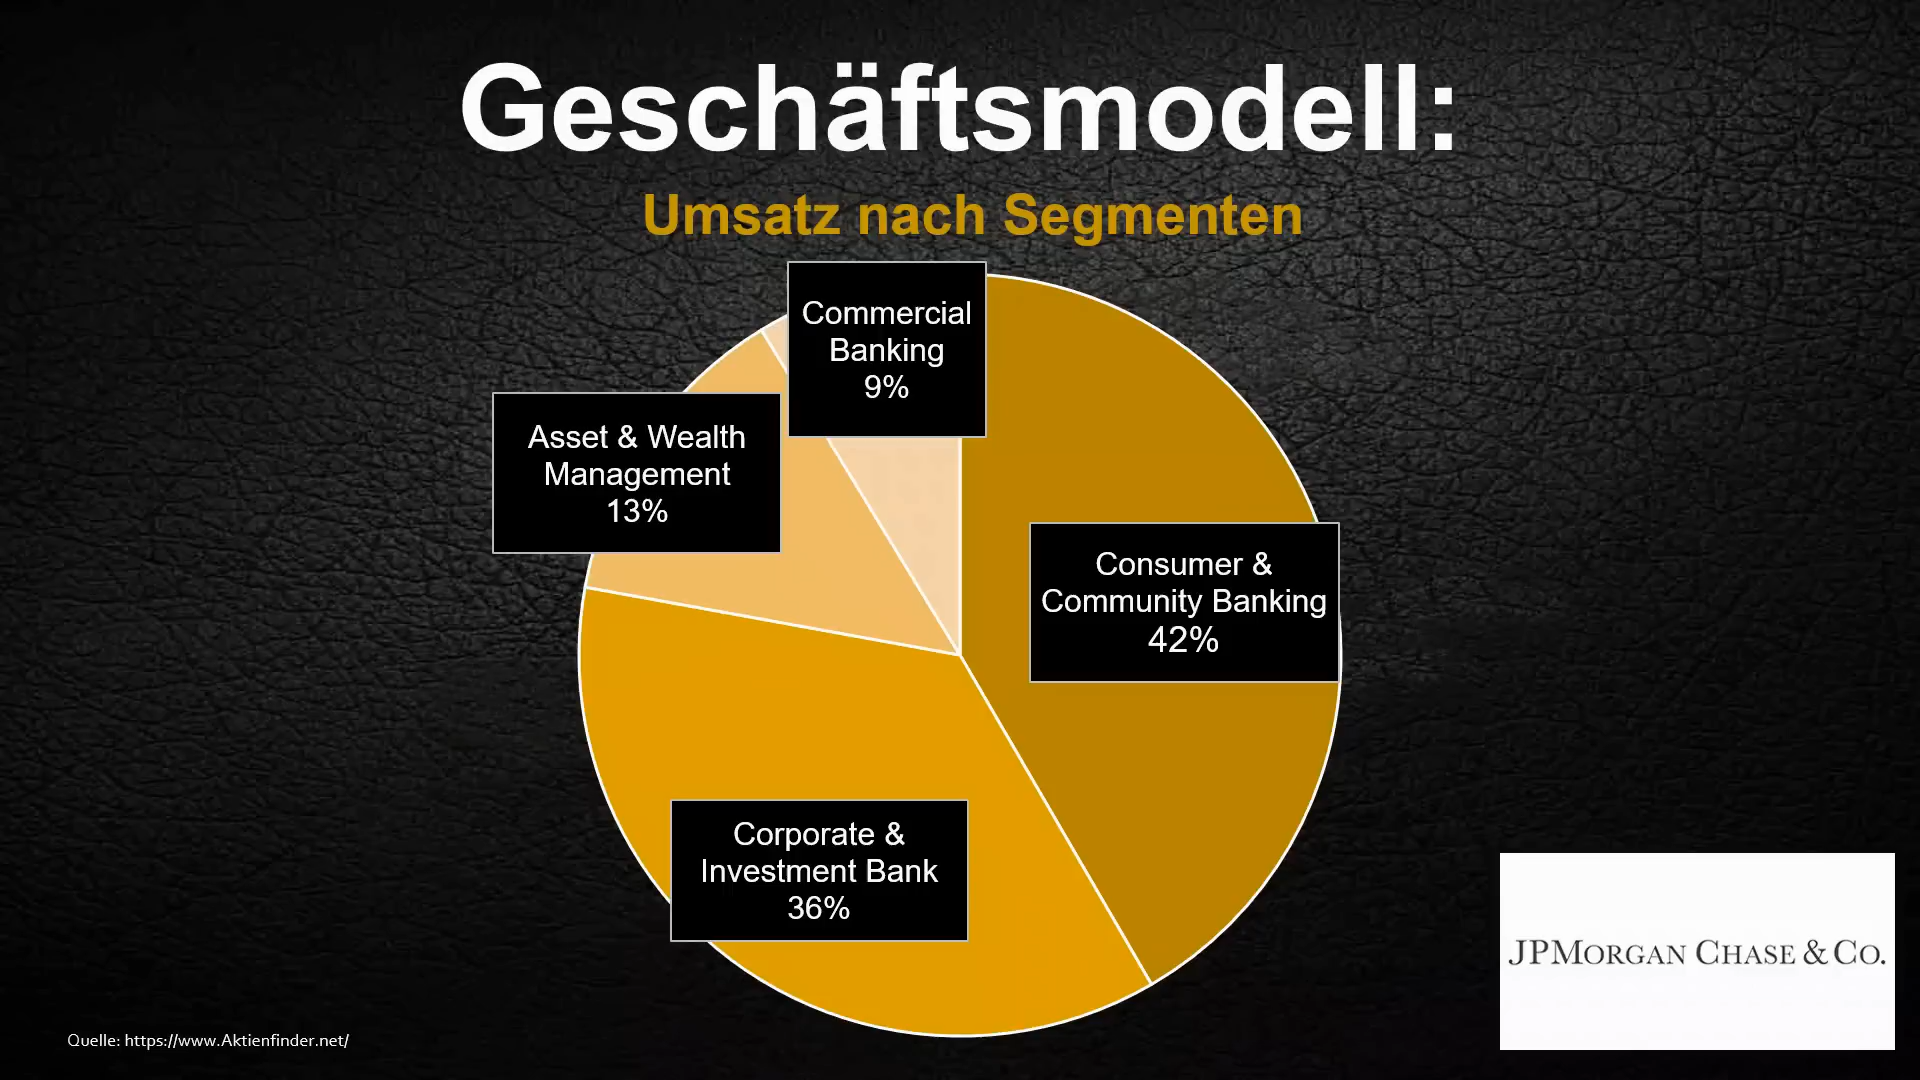 Geschäftsmodell:
Umsatz nach Segmenten
Commercial
Banking
9%
Asset & Wealth
Management
13%
Consumer &
Community Banking
42%
Corporate &
Investment Bank
36%
JPMORGAN CHASE & CO.
Quelle: https://www.Aktienfinder.net/